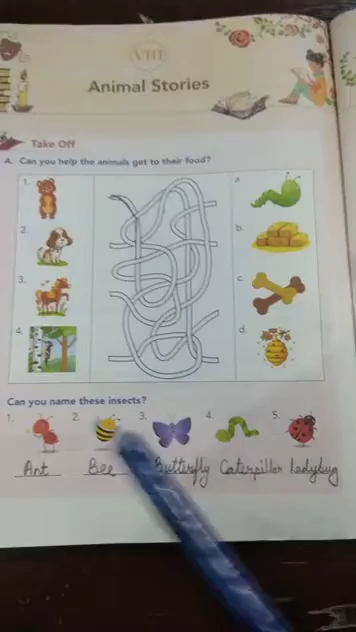 VIII
Animal Stories
Take Off
A. Can you help the animals get to their food?
1. a.
2. b.
3. c.
4. d.
Can you name these insects?
1. 2. 3. 4. 5.
Ant Bee Butterfly Caterpillar Ladybug